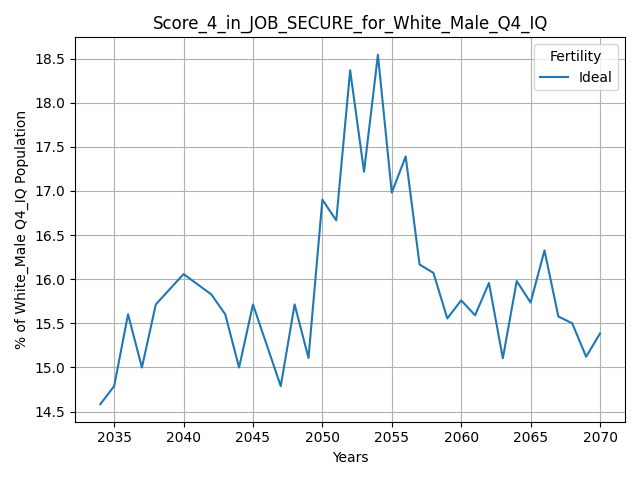 Score_4_in_JOB_SECURE_for_White_Male_Q4_IQ
Fertility
Ideal
% of White_Male Q4_IQ Population
18.5
18.0
17.5
17.0
16.5
16.0
15.5
15.0
14.5
2035 2040 2045 2050 2055 2060 2065 2070
Years